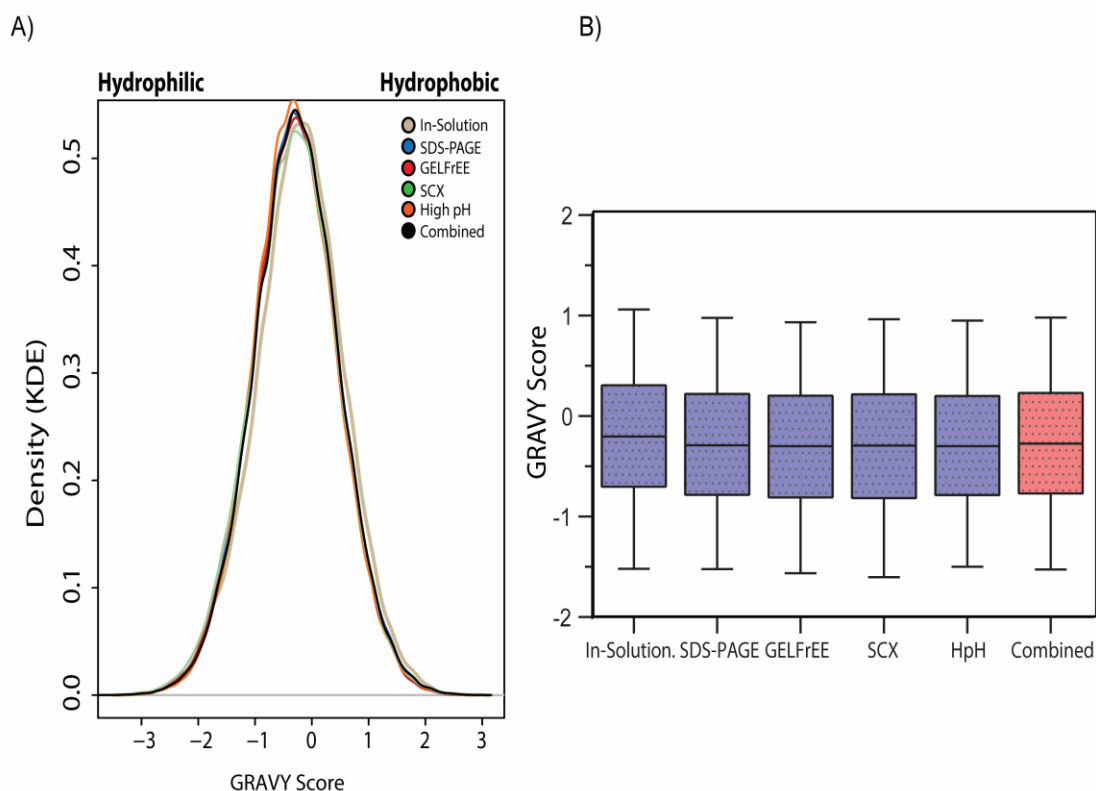 A)
B)
Hydrophilic
Hydrophobic
In-Solution
SDS-PAGE
GELFrEE
SCX
High pH
Combined
Density (KDE)
0.5
0.4
0.3
0.2
0.1
0.0
−3 −2 −1 0 1 2 3
GRAVY Score
GRAVY Score
2
1
0
-1
-2
In-Solution. SDS-PAGE GELFrEE SCX HpH Combined